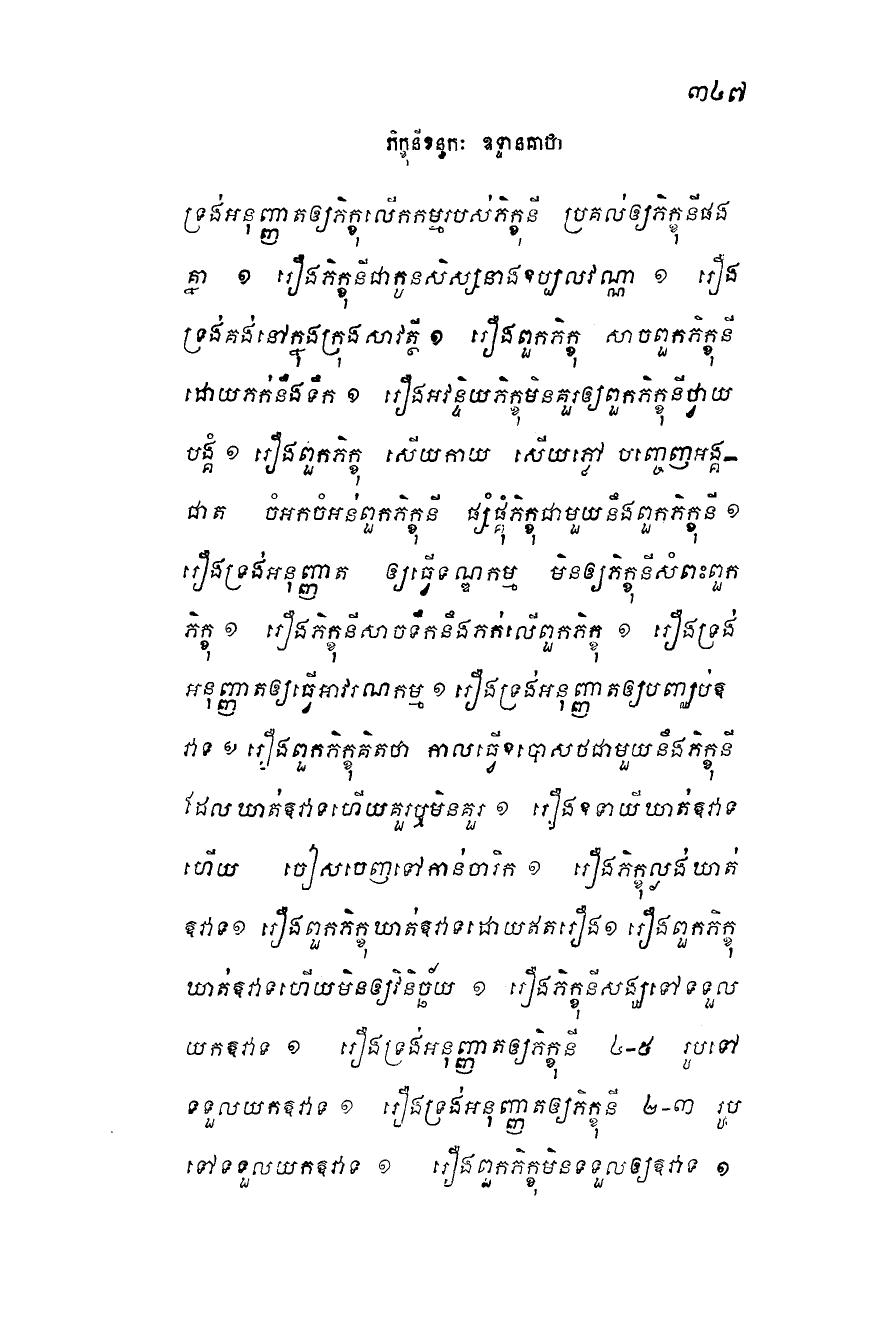 ៣៤៧
ភិក្ខុនីខន្ធកៈ ឧទ្ទានគាថា
ទ្រង់អនុញ្ញាតឲ្យភិក្ខុលើកកម្មរបស់ភិក្ខុនី ប្រគល់ឲ្យភិក្ខុនីផង
គ្នា ១ រឿងភិក្ខុនីជាកូនសិស្សនាងឧប្បលវណ្ណា ១ រឿង
ទ្រង់គង់នៅក្នុងក្រុងសាវត្ថី ១ រឿងពួកភិក្ខុ សាចពួកភិក្ខុនី
ដោយភក់នឹងទឹក ១ រឿងអវន្ទិយភិក្ខុមិនគួរឲ្យពួកភិក្ខុនីថ្វាយ
បង្គំ ១ រឿងពួកភិក្ខុ សើយកាយ សើយភ្លៅ បញ្ចេញអង្គ–
ជាត ចំអកចំអន់ពួកភិក្ខុនី ផ្សំផ្គុំភិក្ខុជាមួយនឹងពួកភិក្ខុនី ១
រឿងទ្រង់អនុញ្ញាត ឲ្យធ្វើទណ្ឌកម្ម មិនឲ្យភិក្ខុនីសំពះពួក
ភិក្ខុ ១ រឿងភិក្ខុនីសាចទឹកនឹងភក់លើពួកភិក្ខុ ១ រឿងទ្រង់
អនុញ្ញាតឲ្យធ្វើអាវរណកម្ម ១ រឿងទ្រង់អនុញ្ញាតឲ្យបញ្ឈប់ឱ
វាទ ១ រឿងពួកភិក្ខុគិតថា កាលធ្វើឧបោសថជាមួយនឹងភិក្ខុនី
ដែលឃាត់ឱវាទហើយគួរឬមិនគួរ ១ រឿងឧទាយីឃាត់ឱវាទ
ហើយ ចៀសចេញទៅកាន់ចារិក ១ រឿងភិក្ខុល្ងង់ឃាត់
ឱវាទ១ រឿងពួកភិក្ខុឃាត់ឱវាទដោយឥតរឿង១ រឿងពួកភិក្ខុ
ឃាត់ឱវាទហើយមិនឲ្យវិនិច្ឆ័យ ១ រឿងភិក្ខុនីសង្ឃទៅទទួល
យកឱវាទ ១ រឿងទ្រង់អនុញ្ញាតឲ្យភិក្ខុនី ៤-៥ រូបទៅ
ទទួលយកឱវាទ ១ រឿងទ្រង់អនុញ្ញាតឲ្យភិក្ខុនី ២-៣ រូប
ទៅទទួលយកឱវាទ ១ រឿងពួកភិក្ខុមិនទទួលឲ្យឱវាទ ១